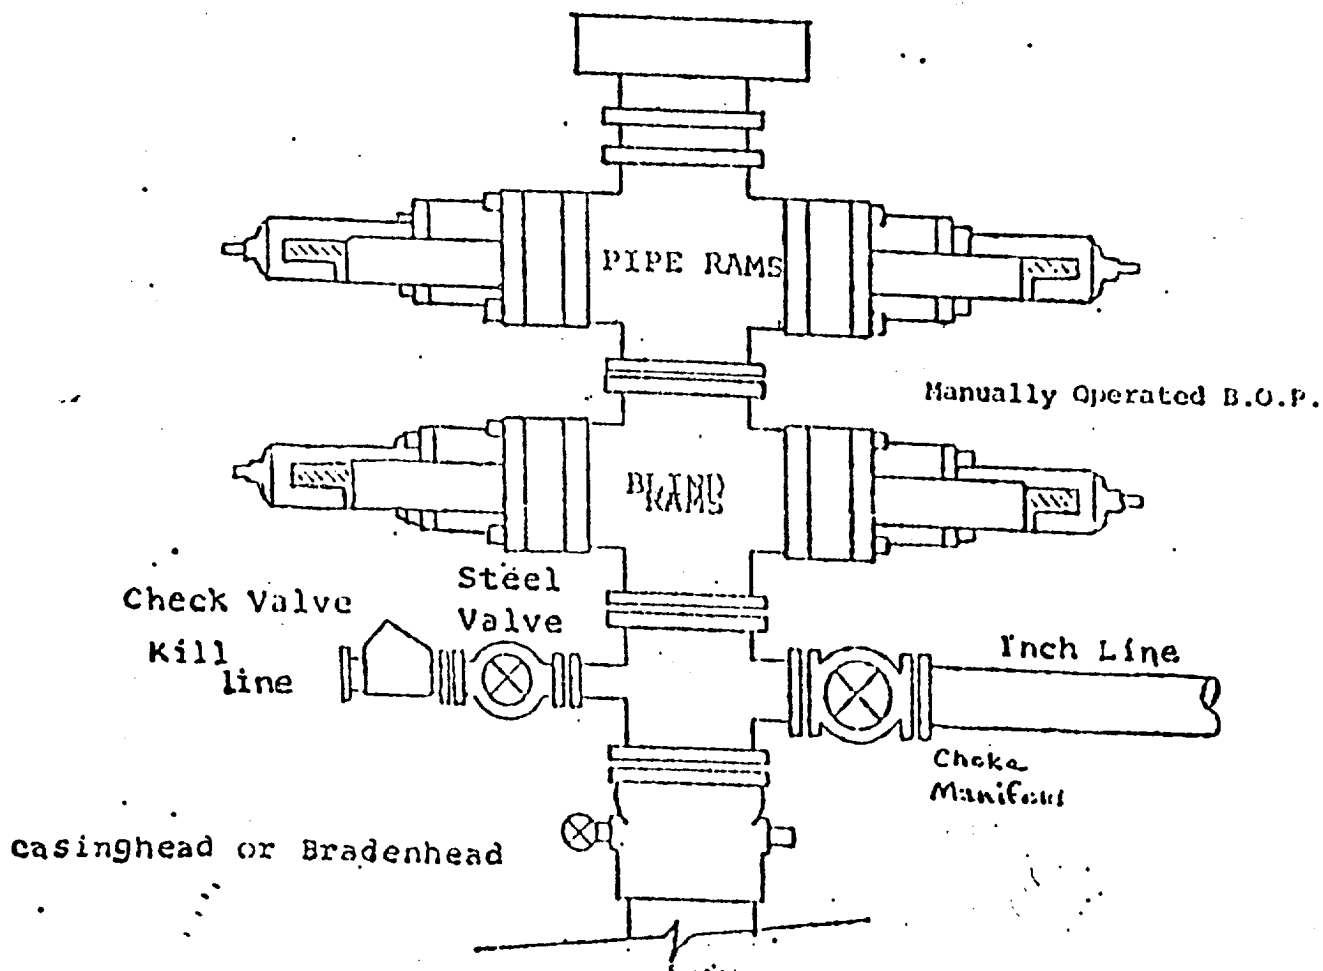 PIPE RAMS
Manually Operated B.O.P.
BLIND
RAMS
Steel
Valve
Check Valve
Kill
line
Inch Line
Choke
Manifold
casinghead or Bradenhead